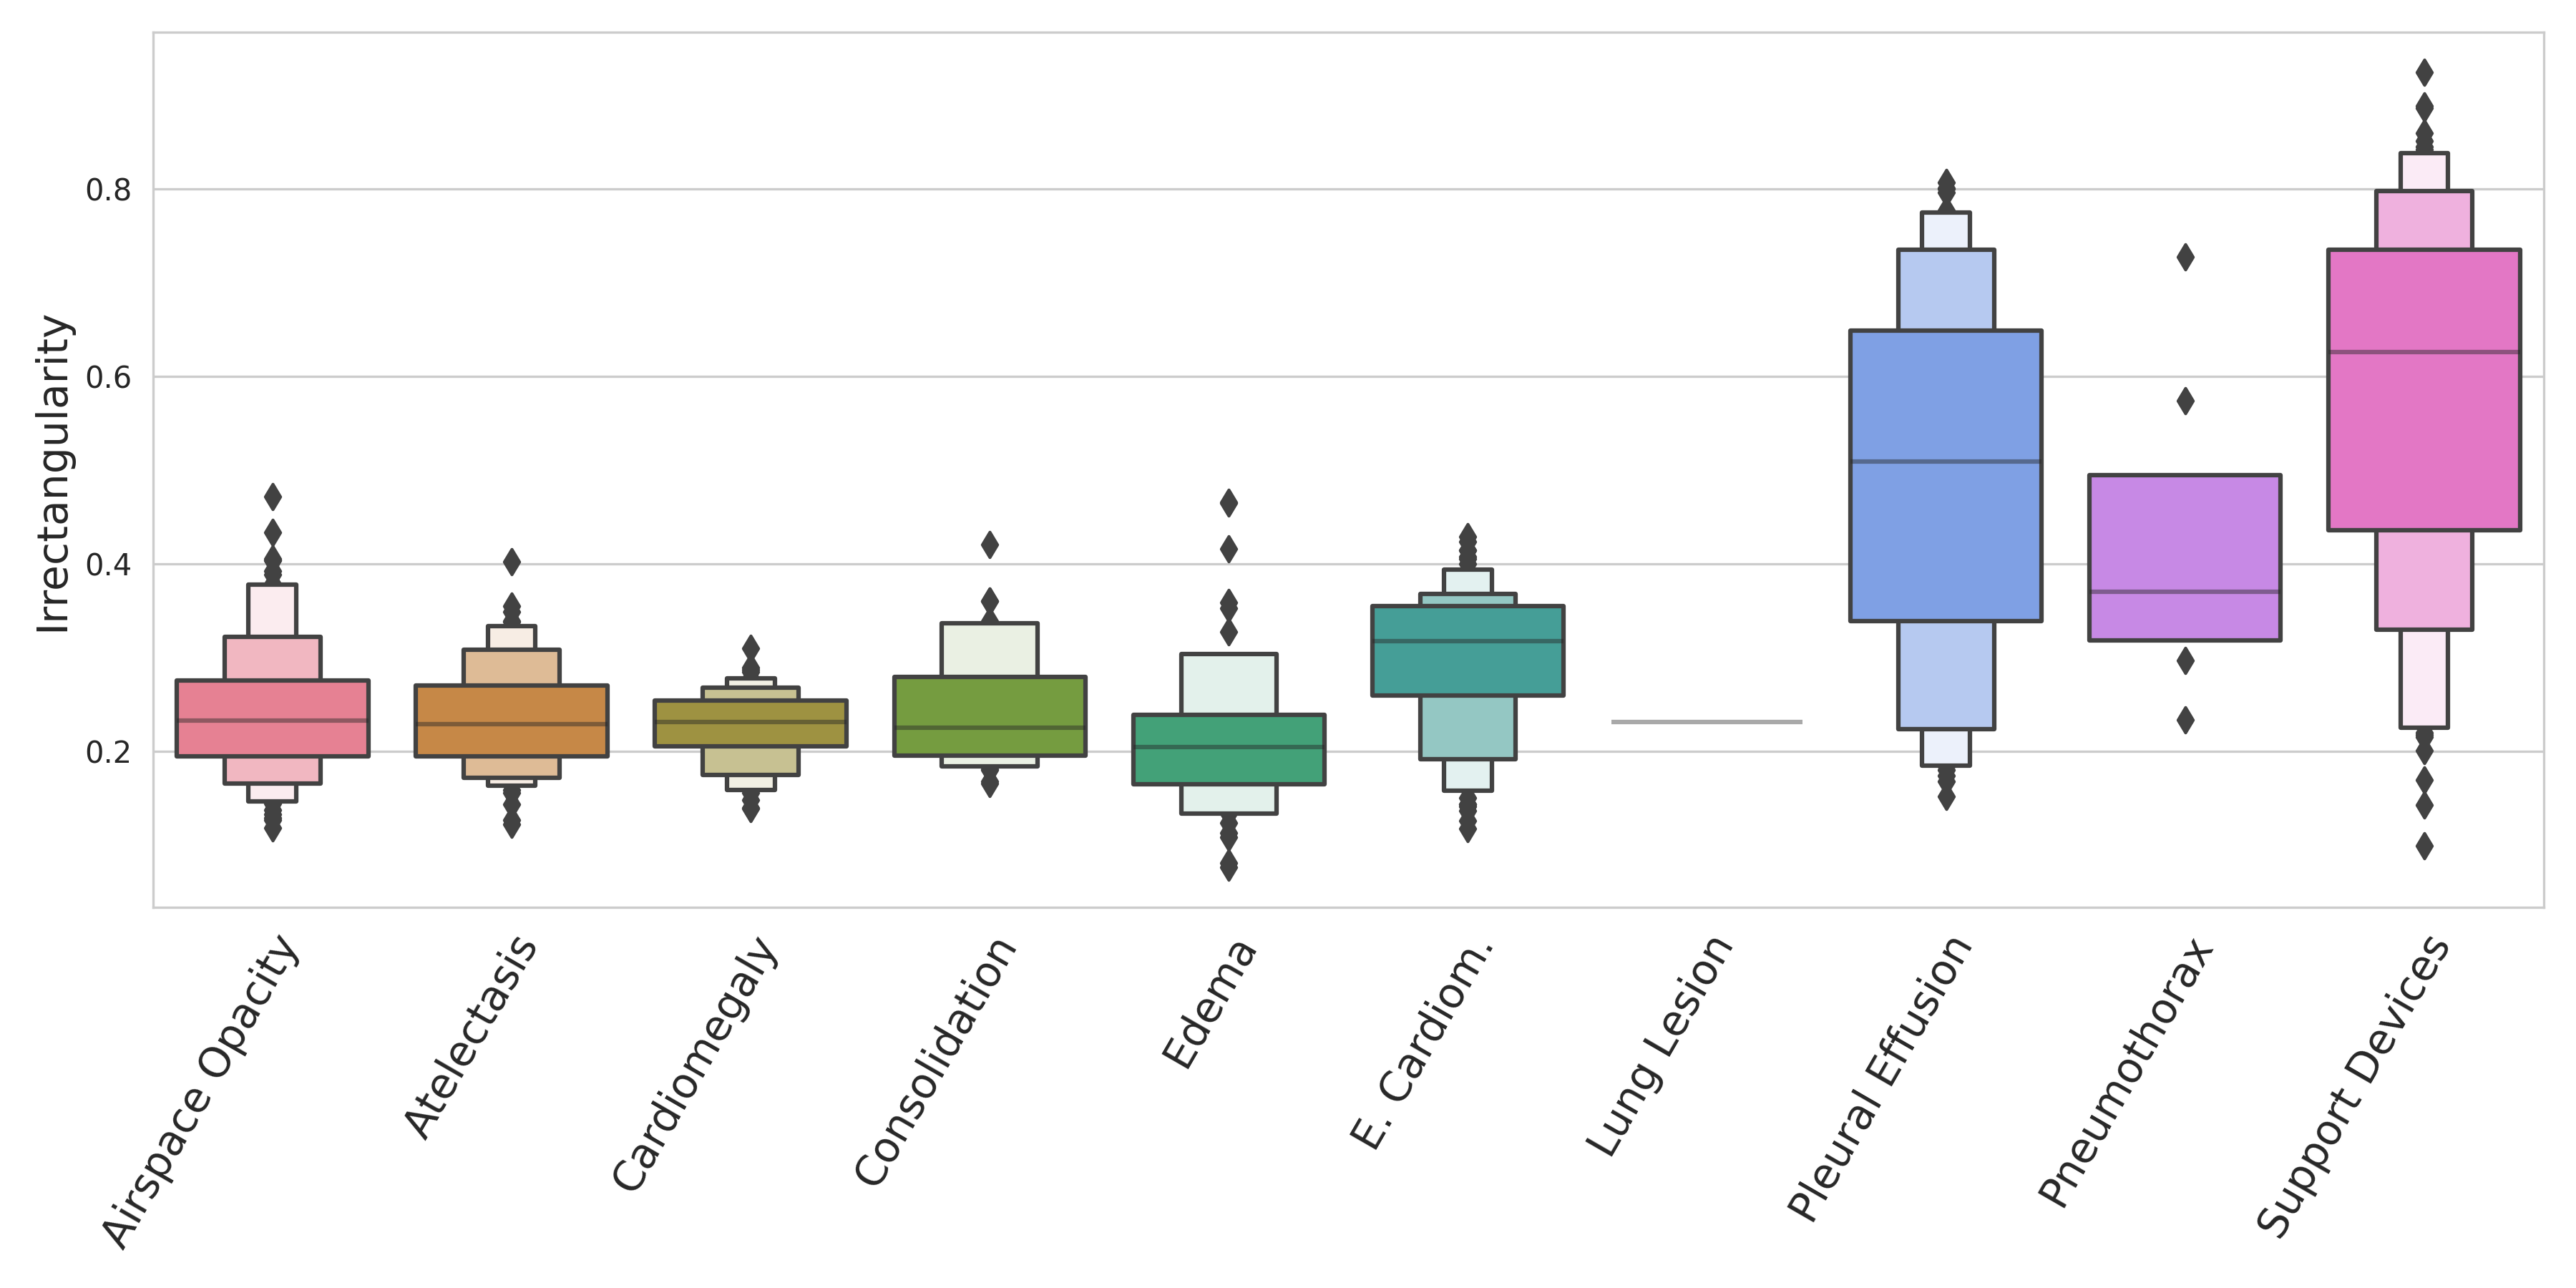 Irrectangularity
0.8
0.6
0.4
0.2
Airspace Opacity
Atelectasis
Cardiomegaly
Consolidation
Edema
E. Cardiom.
Lung Lesion
Pleural Effusion
Pneumothorax
Support Devices